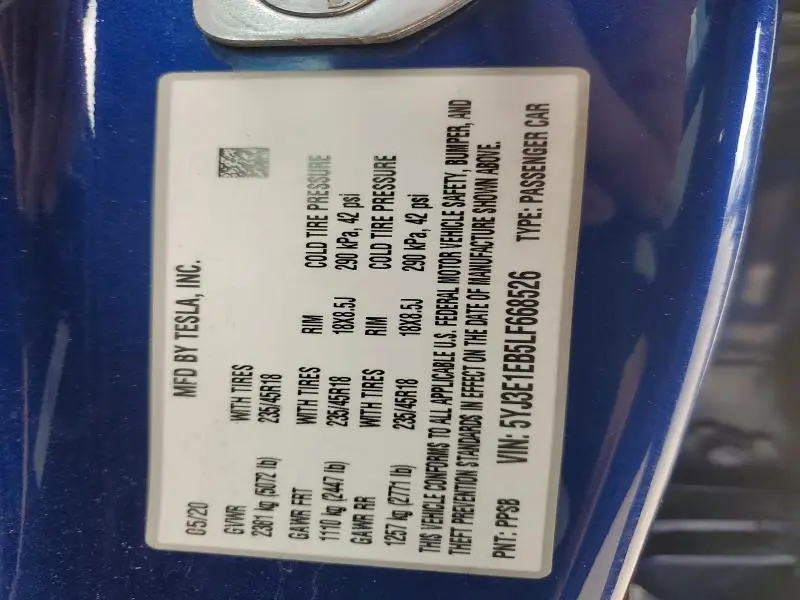 05/20 MFD BY TESLA, INC.
GVWR WITH TIRES
2381 kg (5072 lb) 235/45R18
GAWR FRT WITH TIRES RIM COLD TIRE PRESSURE
1110 kg (2447 lb) 235/45R18 18X8.5J 290 kPa, 42 psi
GAWR RR WITH TIRES RIM COLD TIRE PRESSURE
1257 kg (2771 lb) 235/45R18 18X8.5J 290 kPa, 42 psi
THIS VEHICLE CONFORMS TO ALL APPLICABLE U.S. FEDERAL MOTOR VEHICLE SAFETY, BUMPER, AND
THEFT PREVENTION STANDARDS IN EFFECT ON THE DATE OF MANUFACTURE SHOWN ABOVE.
PNT: PPSB VIN: 5YJ3E1EB5LF668526 TYPE: PASSENGER CAR